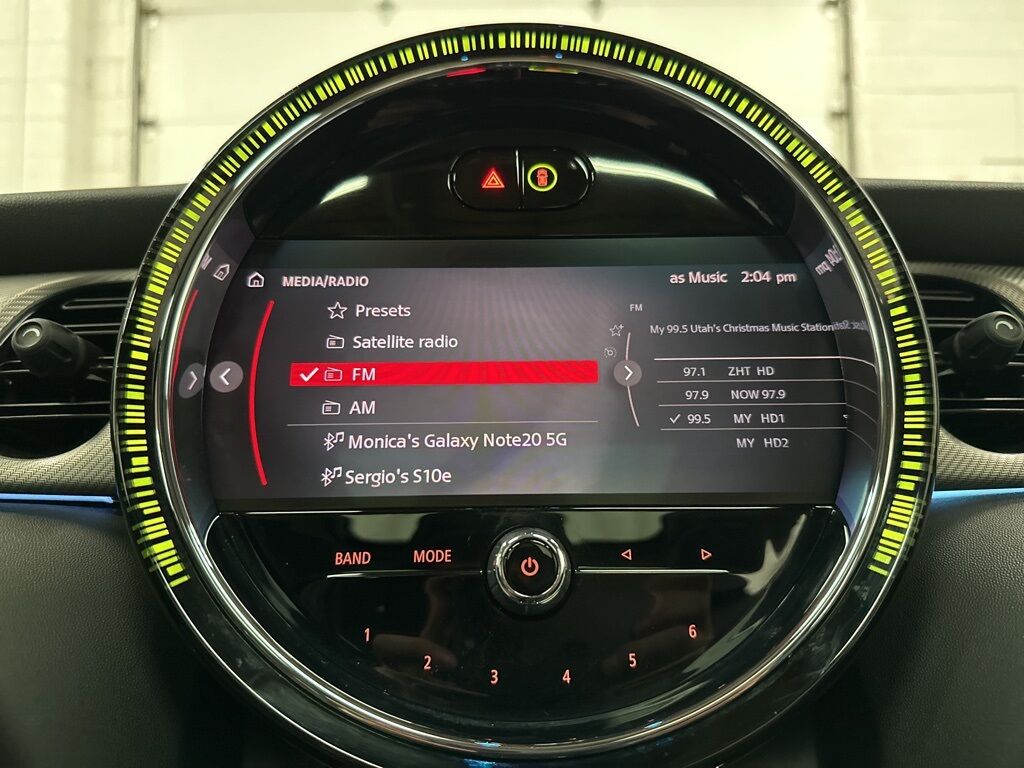 MEDIA/RADIO
as Music 2:04 pm
Presets
Satellite radio
FM
AM
Monica's Galaxy Note20 5G
Sergio's S10e
FM
My 99.5 Utah's Christmas Music Station
97.1 ZHT HD
97.9 NOW 97.9
99.5 MY HD1
MY HD2
BAND MODE
1
2
3
4
5
6